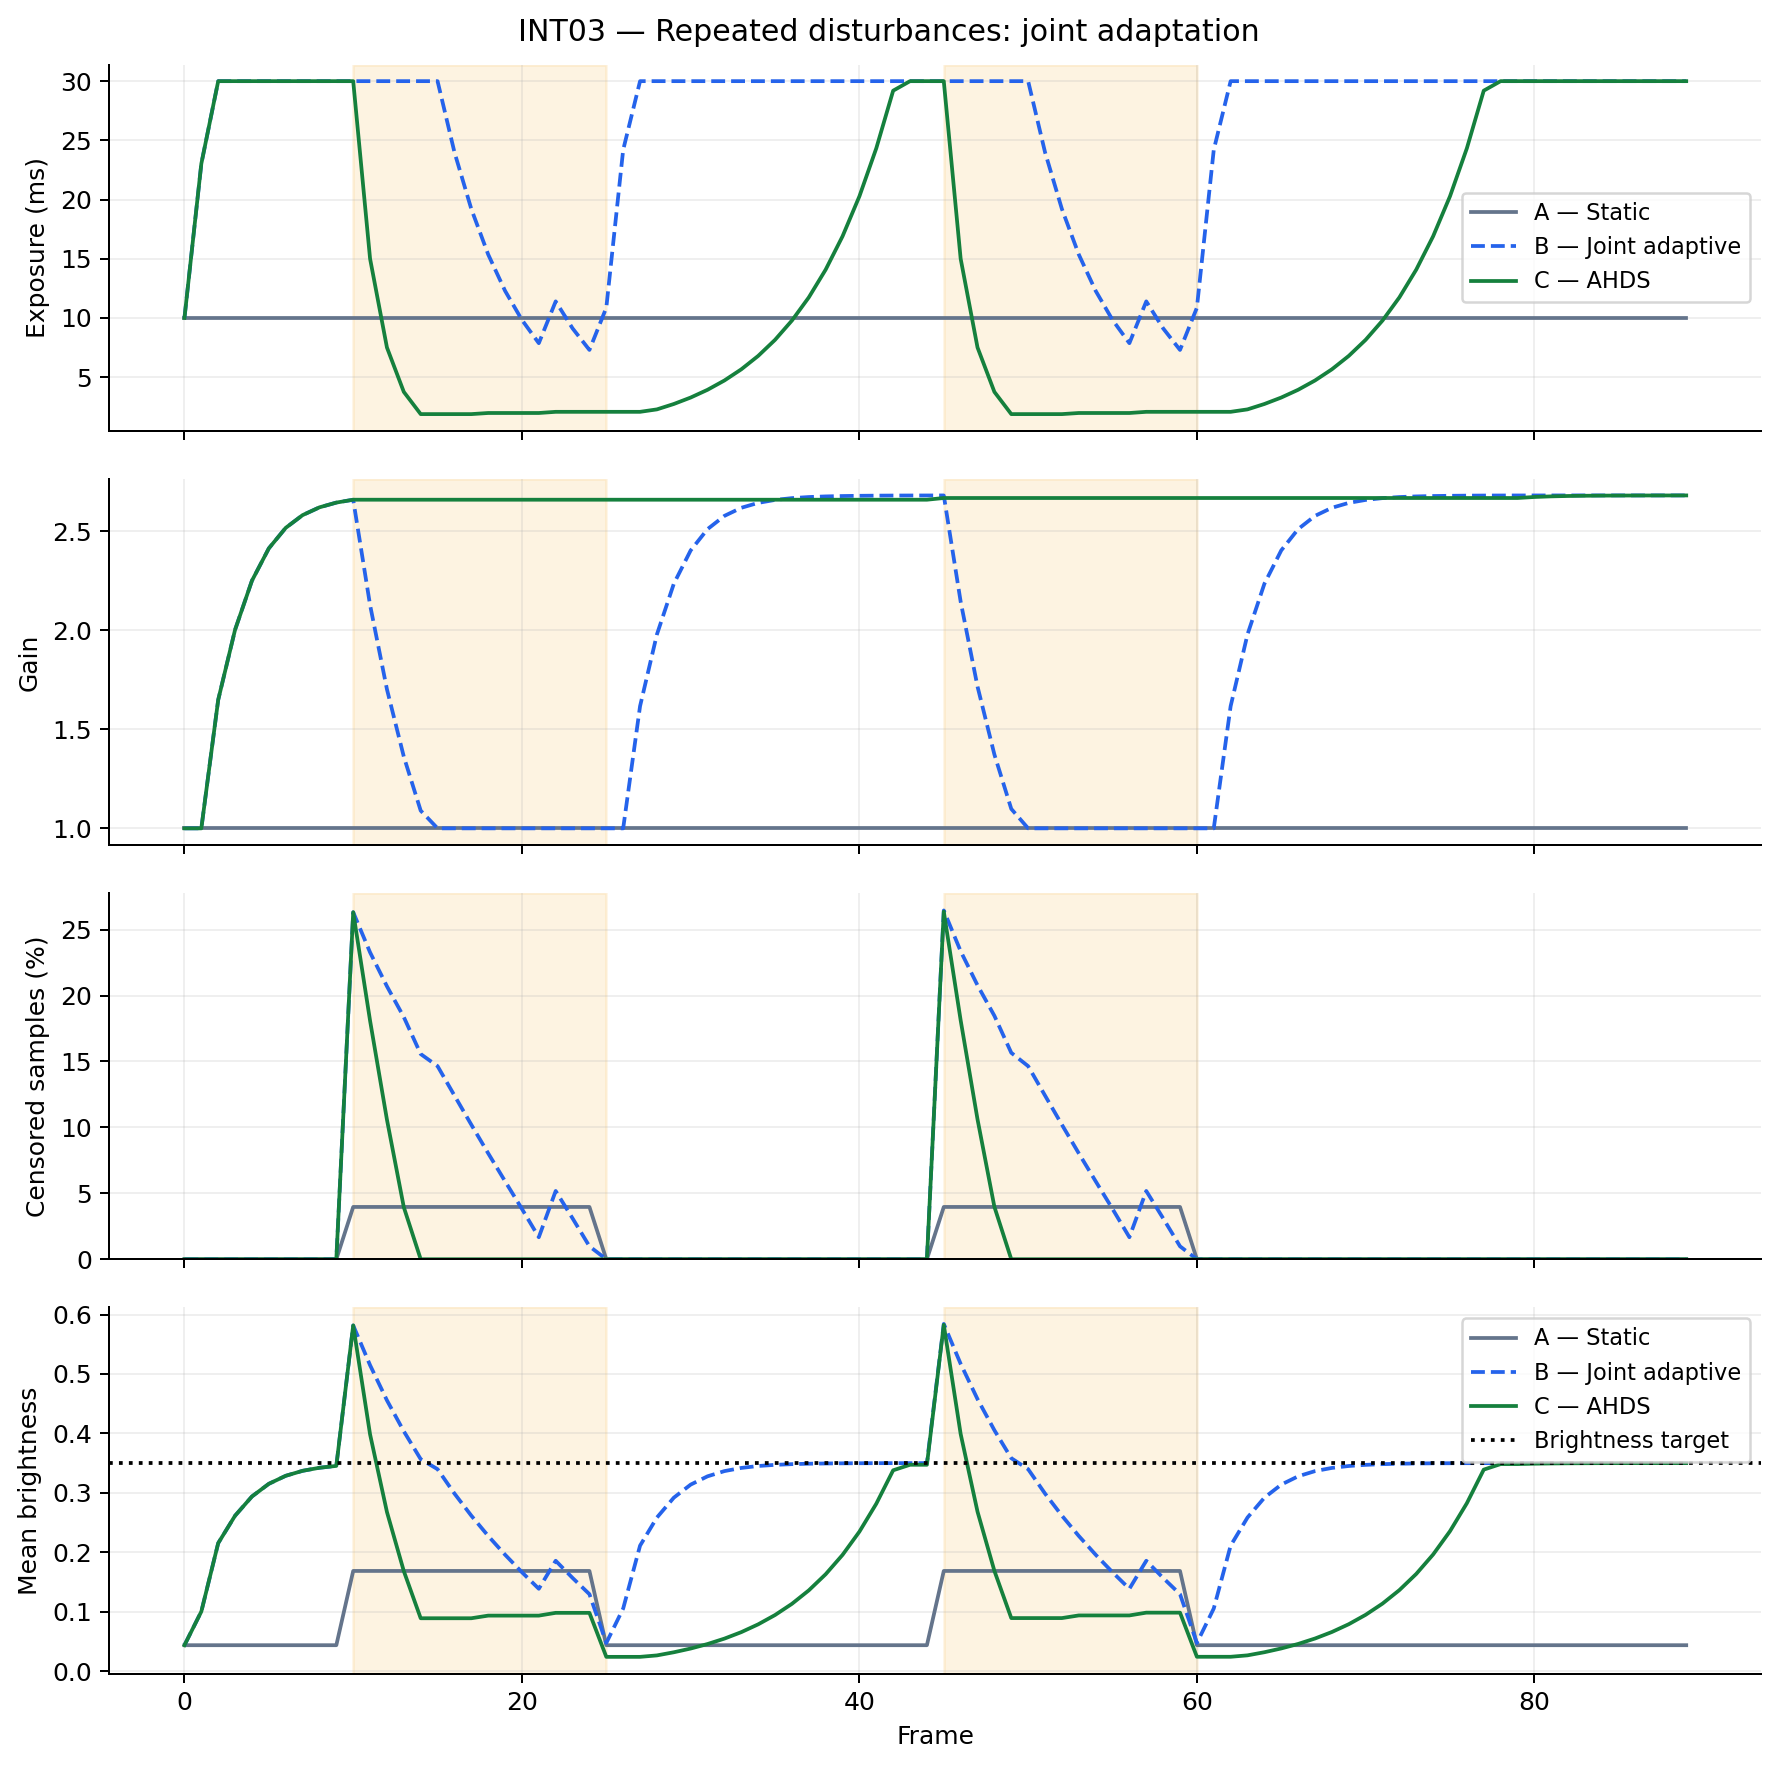 INT03 — Repeated disturbances: joint adaptation
Exposure (ms)
30
25
20
15
10
5
A — Static
B — Joint adaptive
C — AHDS
Gain
2.5
2.0
1.5
1.0
Censored samples (%)
25
20
15
10
5
0
Mean brightness
0.6
0.5
0.4
0.3
0.2
0.1
0.0
A — Static
B — Joint adaptive
C — AHDS
Brightness target
0
20
40
60
80
Frame